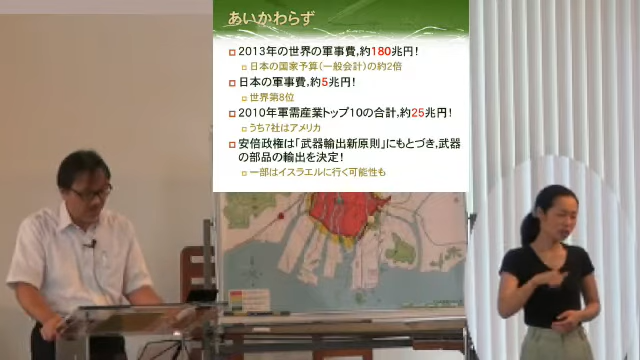 あいかわらず
2013年の世界の軍事費,約180兆円!
日本の国家予算(一般会計)の約2倍
日本の軍事費,約5兆円!
世界第8位
2010年軍需産業トップ10の合計,約25兆円!
うち7社はアメリカ
安倍政権は「武器輸出新原則」にもとづき,武器
の部品の輸出を決定!
一部はイスラエルに行く可能性も